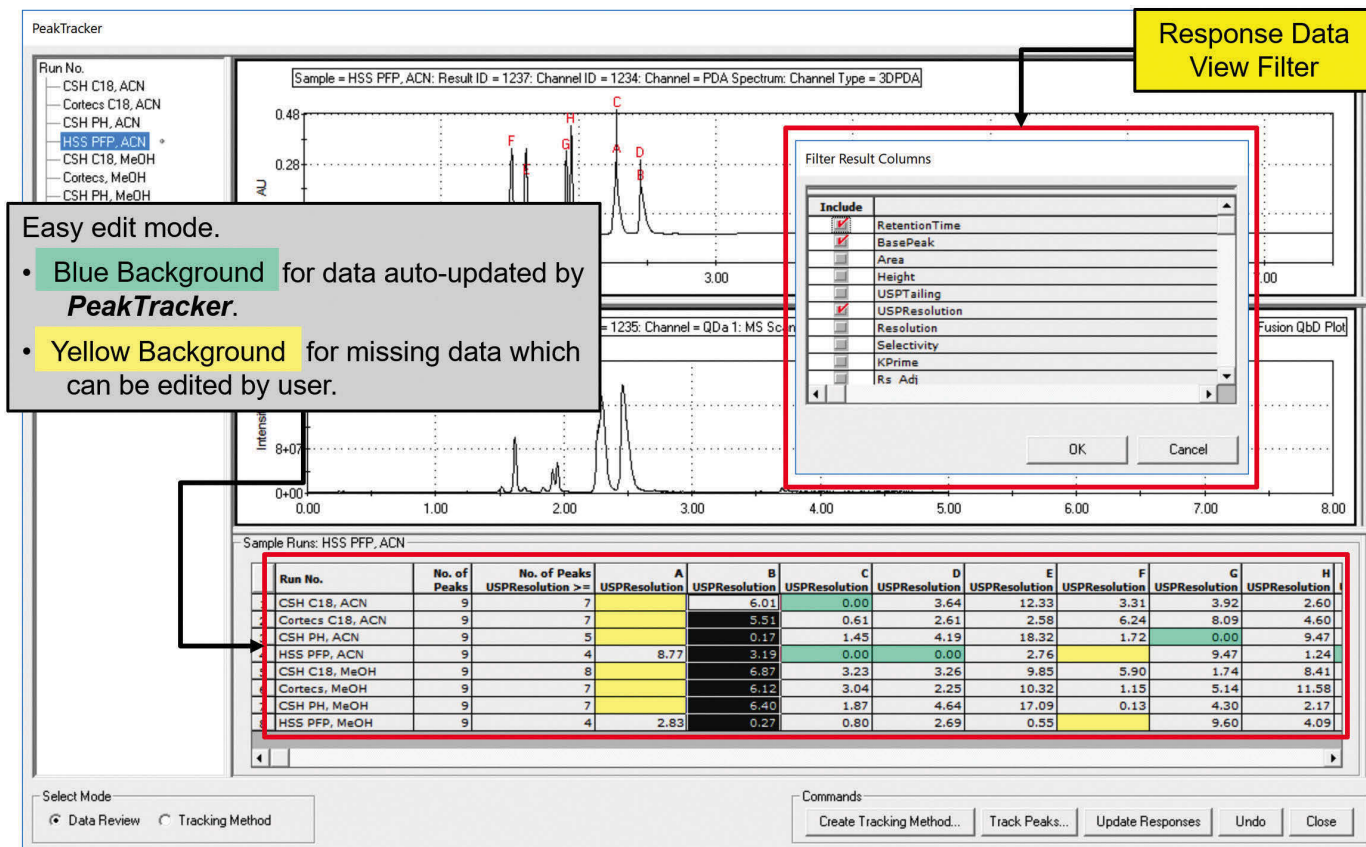 PeakTracker
Response Data
View Filter
Run No.
CSH C18, ACN
Cortecs C18, ACN
CSH PH, ACN
HSS PFP, ACN
CSH C18, MeOH
Cortecs, MeOH
CSH PH, MeOH
Sample = HSS PFP, ACN: Result ID = 1237: Channel ID = 1234: Channel = PDA Spectrum: Channel Type = 3DPDA
0.48
0.28
AU
F
G
H
C
A
D
B
3.00
.00
Filter Result Columns
Include
RetentionTime
BasePeak
Area
Height
USPTailing
USPResolution
Resolution
Selectivity
KPrime
Rs_Adj
OK Cancel
Easy edit mode.
• Blue Background for data auto-updated by
PeakTracker.
• Yellow Background for missing data which
can be edited by user.
= 1235: Channel = QDa 1: MS Scan
Fusion QbD Plot
Intensi
8+07
0+00
0.00 1.00 2.00 3.00 4.00 5.00 6.00 7.00 8.00
Sample Runs: HSS PFP, ACN
Run No. No. of Peaks No. of Peaks USPResolution >= A USPResolution B USPResolution C USPResolution D USPResolution E USPResolution F USPResolution G USPResolution H USPResolution
CSH C18, ACN 9 7 6.01 0.00 3.64 12.33 3.31 3.92 2.60
Cortecs C18, ACN 9 7 5.51 0.61 2.61 2.58 6.24 8.09 4.60
CSH PH, ACN 9 5 0.17 1.45 4.19 18.32 1.72 0.00 9.47
HSS PFP, ACN 9 4 8.77 3.19 0.00 0.00 2.76 9.47 1.24
CSH C18, MeOH 9 8 6.87 3.23 3.26 9.85 5.90 1.74 8.41
Cortecs, MeOH 9 7 6.12 3.04 2.25 10.32 1.15 5.14 11.58
CSH PH, MeOH 9 7 6.40 1.87 4.64 17.09 0.13 4.30 2.17
HSS PFP, MeOH 9 4 2.83 0.27 0.80 2.69 0.55 9.60 4.09
Select Mode
Data Review Tracking Method
Commands
Create Tracking Method... Track Peaks... Update Responses Undo Close